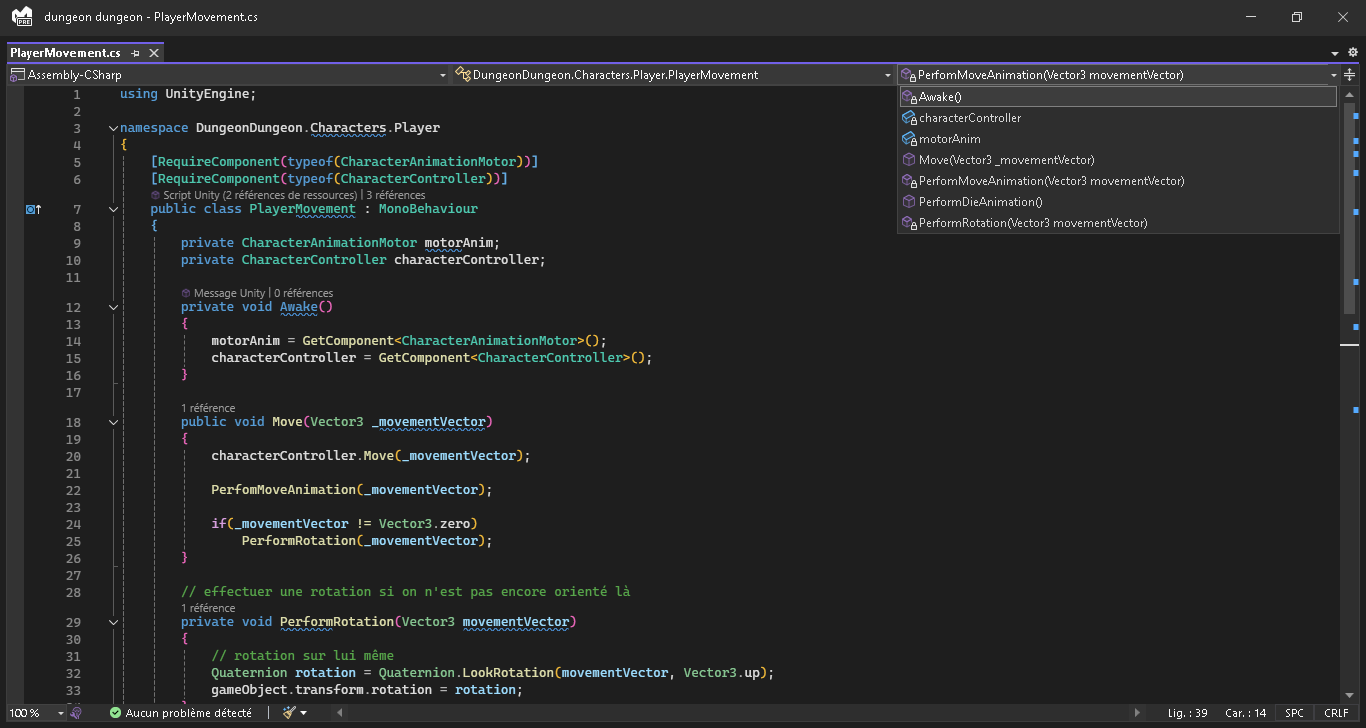 PRE
dungeon dungeon - PlayerMovement.cs
PlayerMovement.cs
Assembly-CSharp
DungeonDungeon.Characters.Player.PlayerMovement
PerfomMoveAnimation(Vector3 movementVector)
Awake()
characterController
motorAnim
Move(Vector3 _movementVector)
PerfomMoveAnimation(Vector3 movementVector)
PerformDieAnimation()
PerformRotation(Vector3 movementVector)
1 using UnityEngine;
2
3 namespace DungeonDungeon.Characters.Player
4 {
5 [RequireComponent(typeof(CharacterAnimationMotor))]
6 [RequireComponent(typeof(CharacterController))]
Script Unity (2 références de ressources) | 3 références
7 public class PlayerMovement : MonoBehaviour
8 {
9 private CharacterAnimationMotor motorAnim;
10 private CharacterController characterController;
11
Message Unity | 0 références
12 private void Awake()
13 {
14 motorAnim = GetComponent<CharacterAnimationMotor>();
15 characterController = GetComponent<CharacterController>();
16 }
17
1 référence
18 public void Move(Vector3 _movementVector)
19 {
20 characterController.Move(_movementVector);
21
22 PerfomMoveAnimation(_movementVector);
23
24 if(_movementVector != Vector3.zero)
25 PerformRotation(_movementVector);
26 }
27
28 // effectuer une rotation si on n'est pas encore orienté là
1 référence
29 private void PerformRotation(Vector3 movementVector)
30 {
31 // rotation sur lui même
32 Quaternion rotation = Quaternion.LookRotation(movementVector, Vector3.up);
33 gameObject.transform.rotation = rotation;
100 %
Aucun problème détecté
Lig. : 39 Car. : 14 SPC CRLF